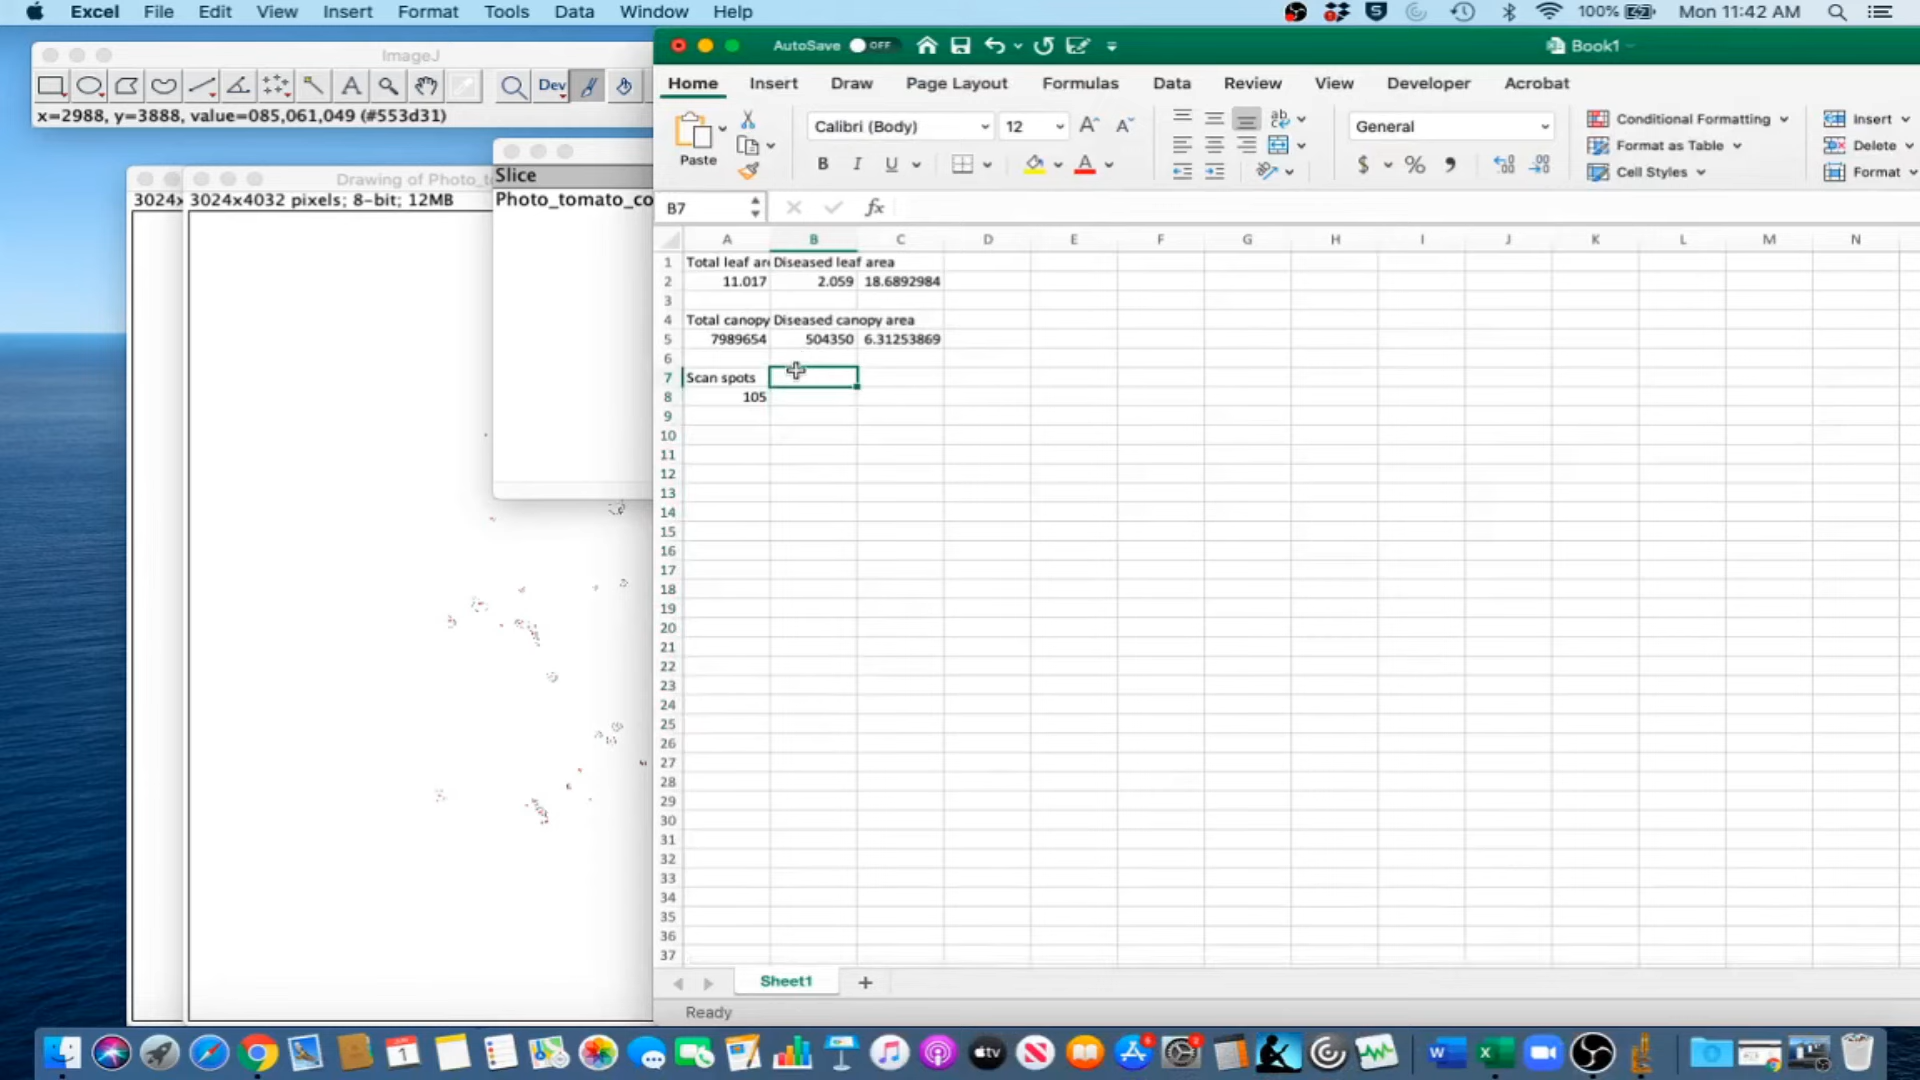 Excel File Edit View Insert Format Tools Data Window Help 100% Mon 11:42 AM
ImageJ
Dev
x=2988, y=3888, value=085,061,049 (#553d31)
3024x
Drawing of Photo_t
3024x4032 pixels; 8-bit; 12MB
Slice
Photo_tomato_co
AutoSave OFF Book1
Home Insert Draw Page Layout Formulas Data Review View Developer Acrobat
Paste
Calibri (Body) 12
B I U
General
$ % ,
Conditional Formatting
Format as Table
Cell Styles
Insert
Delete
Format
B7 fx
A B C D E F G H I J K L M N
1 Total leaf are Diseased leaf area
2 11.017 2.059 18.6892984
3
4 Total canopy Diseased canopy area
5 7989654 504350 6.31253869
6
7 Scan spots
8 105
9
10
11
12
13
14
15
16
17
18
19
20
21
22
23
24
25
26
27
28
29
30
31
32
33
34
35
36
37
Sheet1
Ready